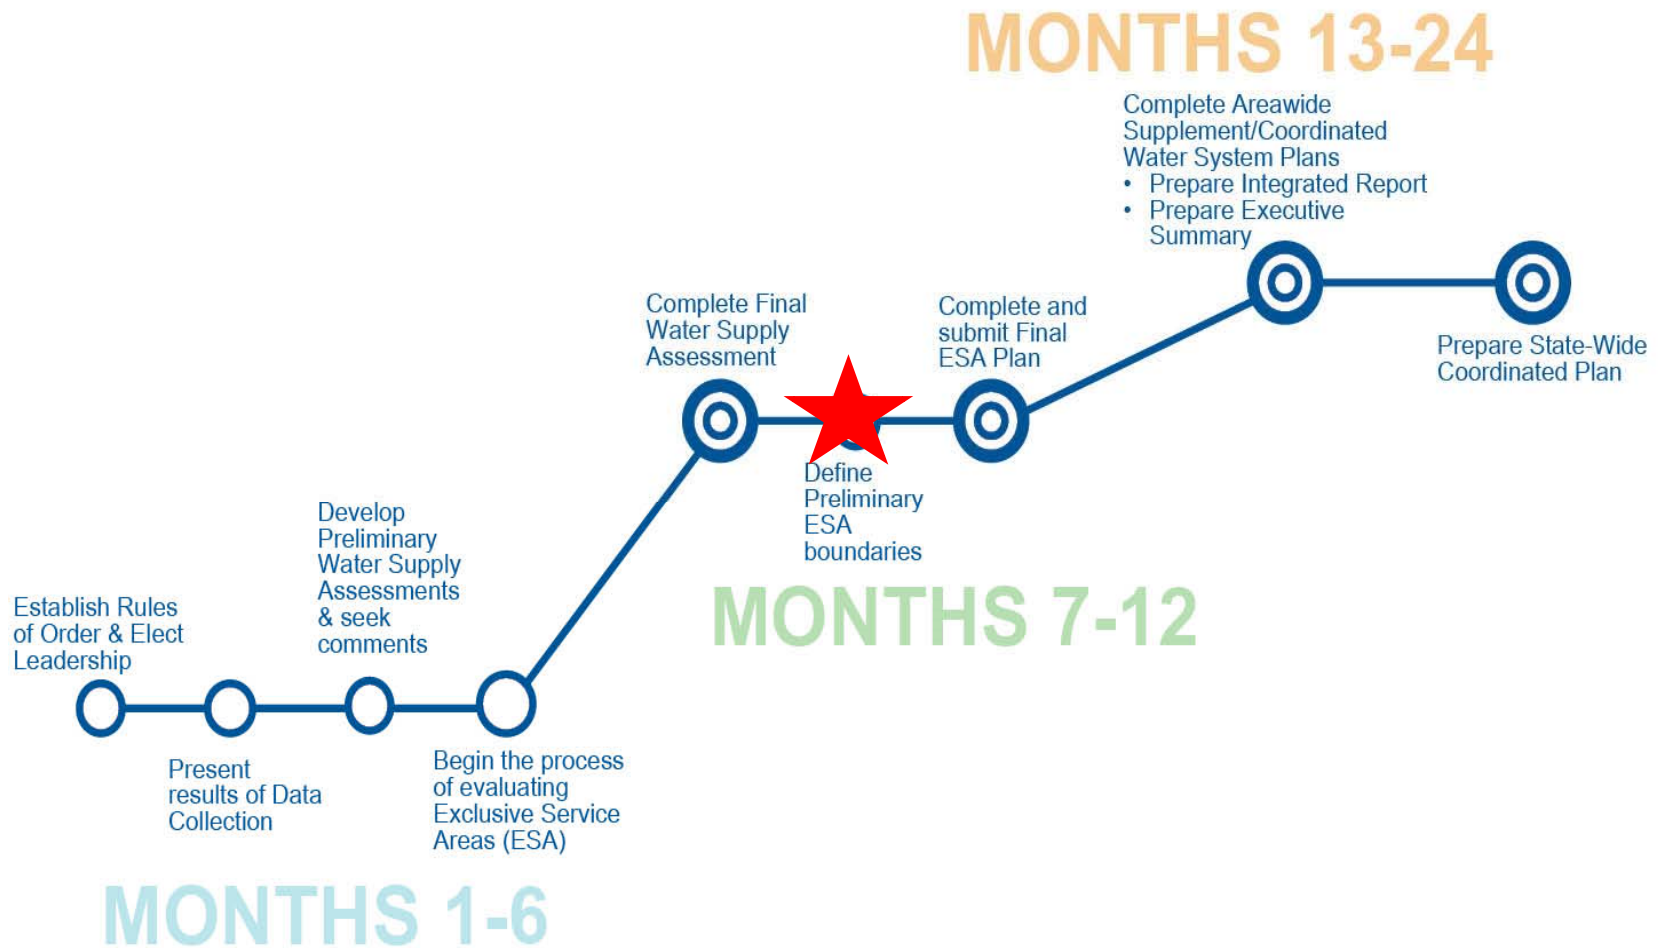 MONTHS 13-24
Complete Areawide
Supplement/Coordinated
Water System Plans
• Prepare Integrated Report
• Prepare Executive
Summary
Complete Final
Water Supply
Assessment
Complete and
submit Final
ESA Plan
Prepare State-Wide
Coordinated Plan
Define
Preliminary
ESA
boundaries
MONTHS 7-12
Develop
Preliminary
Water Supply
Assessments
& seek
comments
Establish Rules
of Order & Elect
Leadership
Present
results of Data
Collection
Begin the process
of evaluating
Exclusive Service
Areas (ESA)
MONTHS 1-6